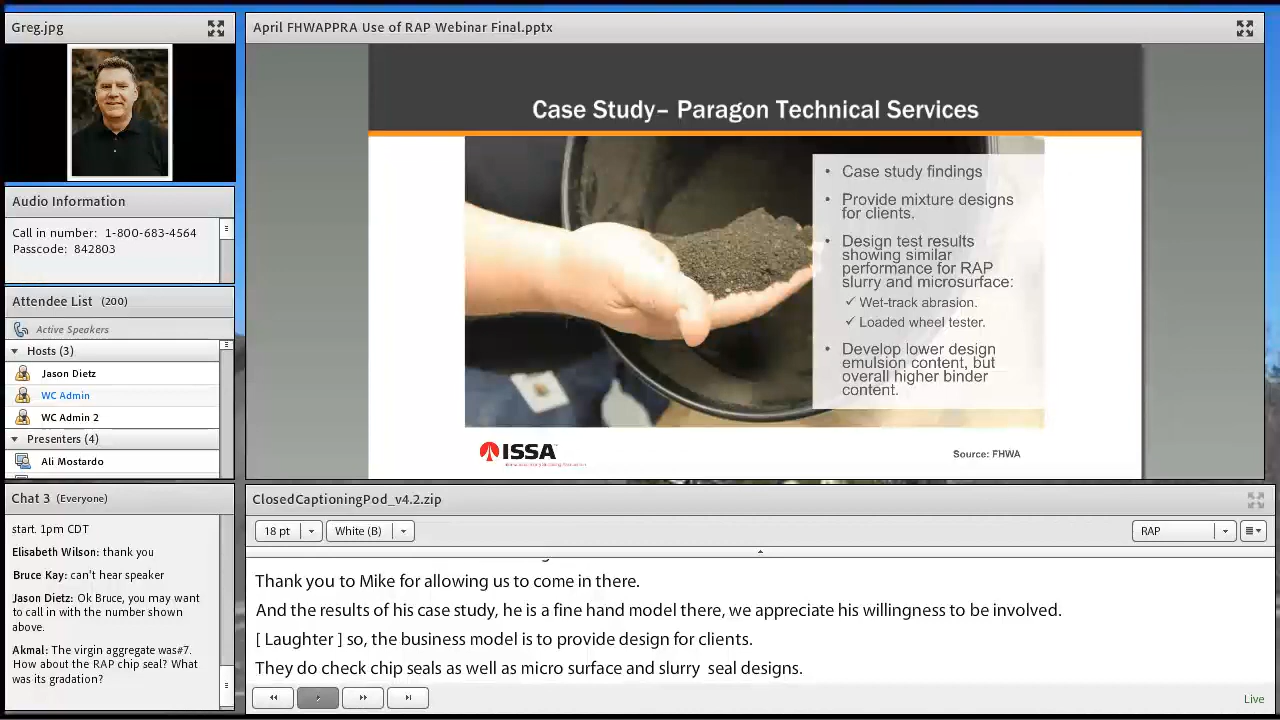 Greg.jpg
Audio Information
Call in number: 1-800-683-4564
Passcode: 842803
Attendee List (200)
Active Speakers
Hosts (3)
Jason Dietz
WC Admin
WC Admin 2
Presenters (4)
Ali Mostardo
Chat 3 (Everyone)
start. 1pm CDT
Elisabeth Wilson: thank you
Bruce Kay: can't hear speaker
Jason Dietz: Ok Bruce, you may want
to call in with the number shown
above.
Akmal: The virgin aggregate was#7.
How about the RAP chip seal? What
was its gradation?
April FHWAPPRA Use of RAP Webinar Final.pptx
Case Study– Paragon Technical Services
• Case study findings
• Provide mixture designs
for clients.
• Design test results
showing similar
performance for RAP
slurry and microsurface:
✓ Wet-track abrasion.
✓ Loaded wheel tester.
• Develop lower design
emulsion content, but
overall higher binder
content.
ISSA
Source: FHWA
ClosedCaptioningPod_v4.2.zip
18 pt
White (B)
RAP
Thank you to Mike for allowing us to come in there.
And the results of his case study, he is a fine hand model there, we appreciate his willingness to be involved.
[ Laughter ] so, the business model is to provide design for clients.
They do check chip seals as well as micro surface and slurry seal designs.
Live